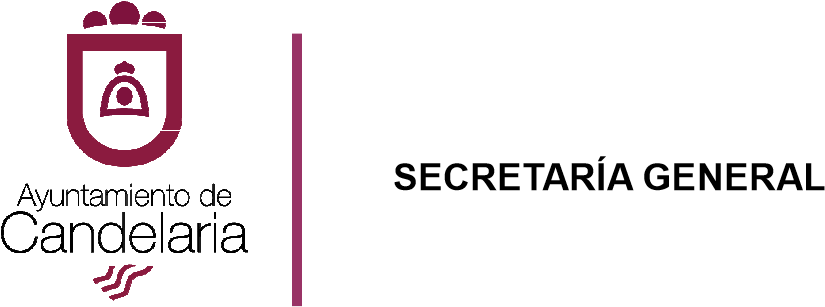 Ayuntamiento de
Candelaria
SECRETARÍA GENERAL